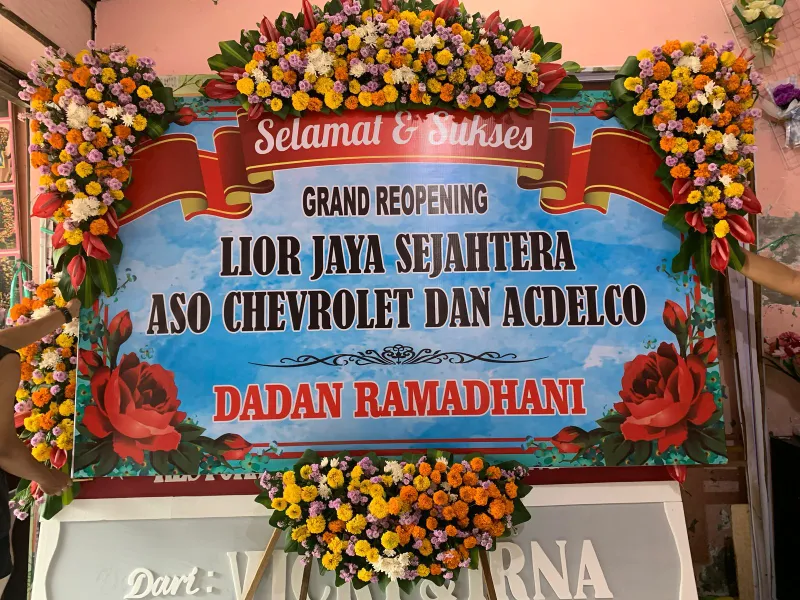 Selamat & Sukses
GRAND REOPENING
LIOR JAYA SEJAHTERA
ASO CHEVROLET DAN ACDELCO
DADAN RAMADHANI
Dari :